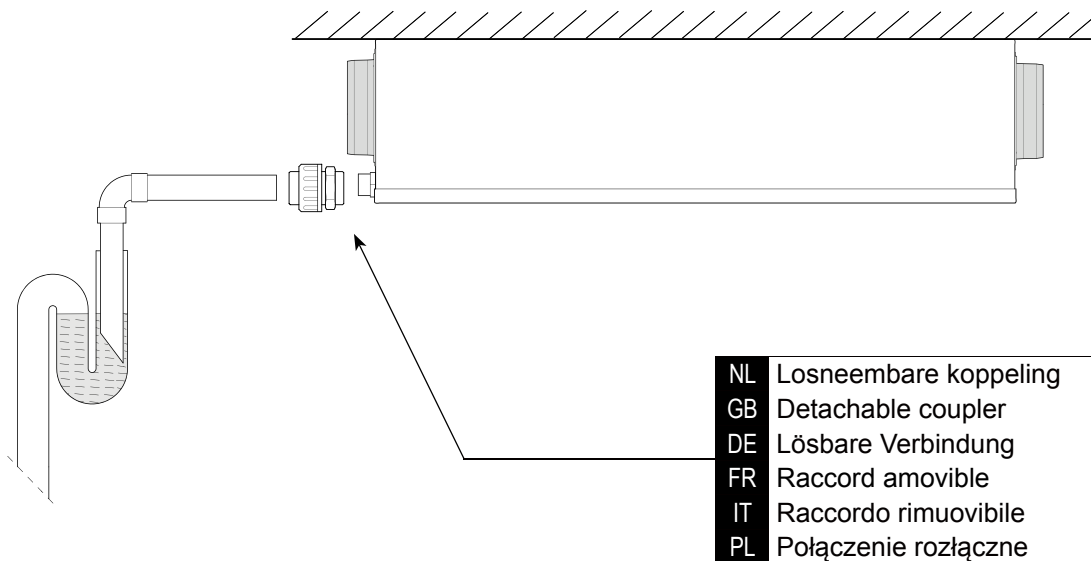 NL Losneembare koppeling
GB Detachable coupler
DE Lösbare Verbindung
FR Raccord amovible
IT Raccordo rimuovibile
PL Połączenie rozłączne